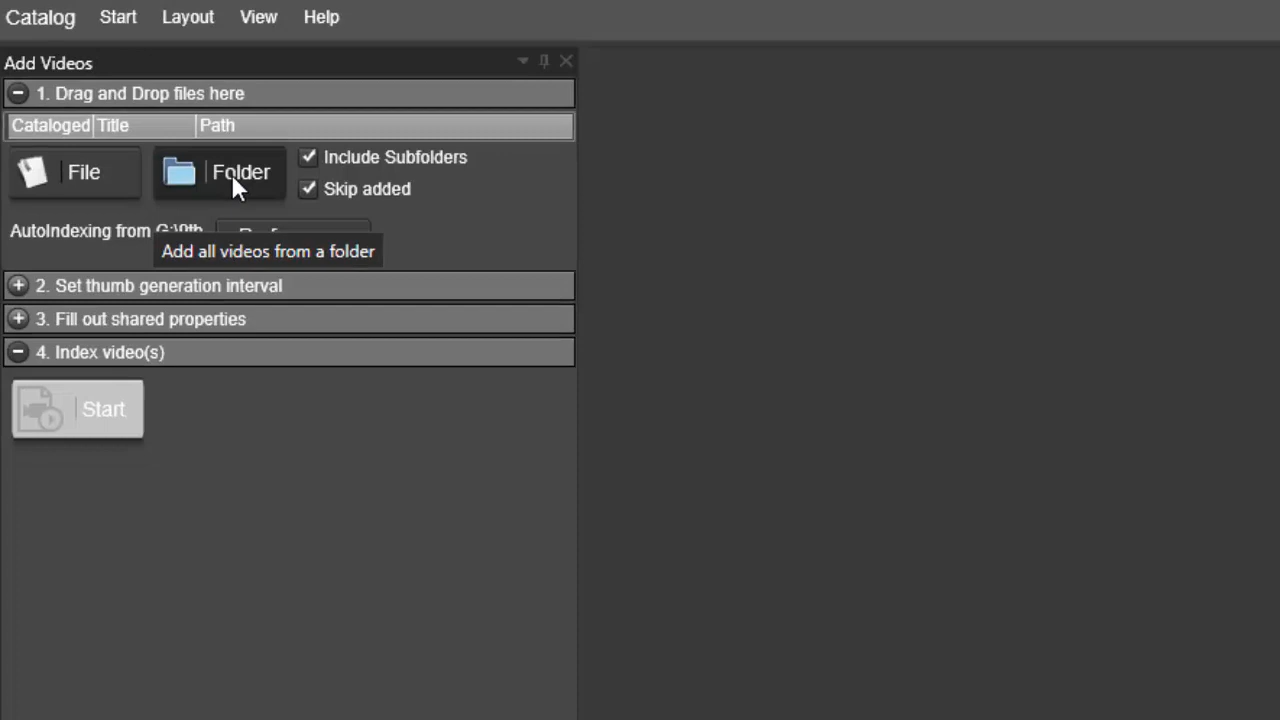 Catalog Start Layout View Help
Add Videos
1. Drag and Drop files here
Cataloged Title Path
File Folder Include Subfolders
Skip added
AutoIndexing from
Add all videos from a folder
2. Set thumb generation interval
3. Fill out shared properties
4. Index video(s)
Start